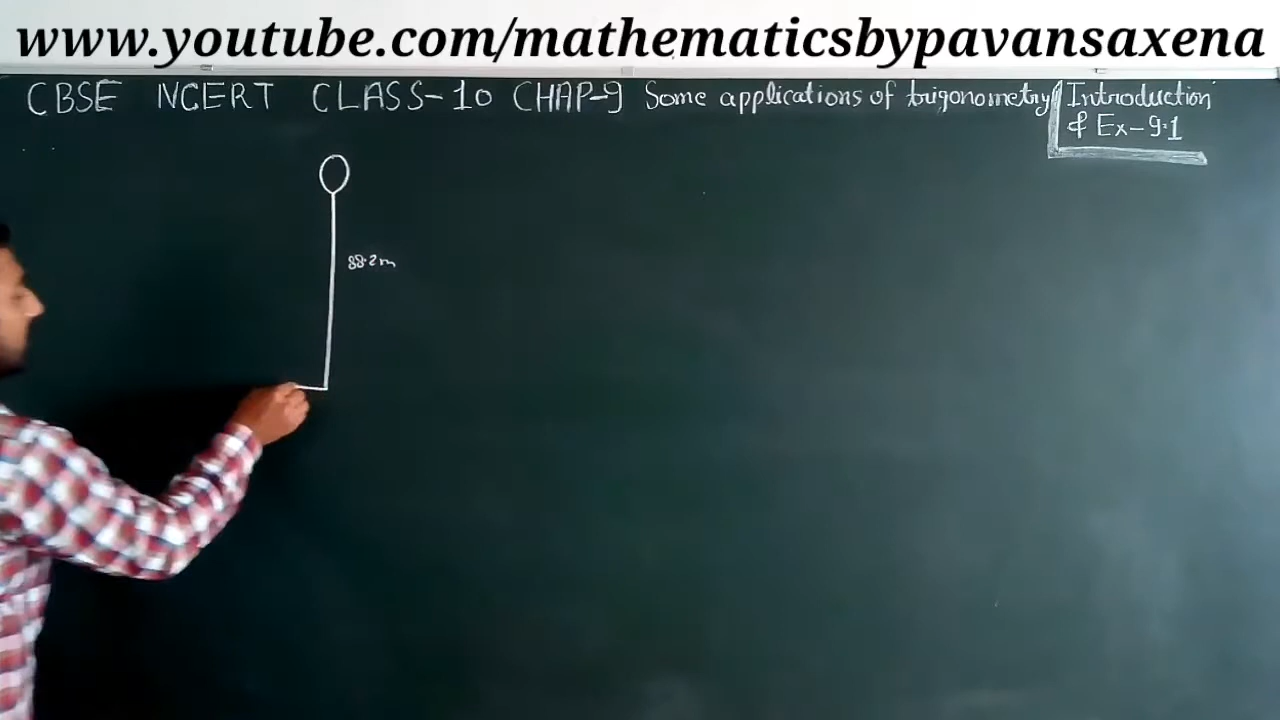 www.youtube.com/mathematicsbypavansaxena
CBSE NCERT CLASS-10 CHAP-9 Some applications of trigonometry Introduction
& Ex-9.1
88.2m